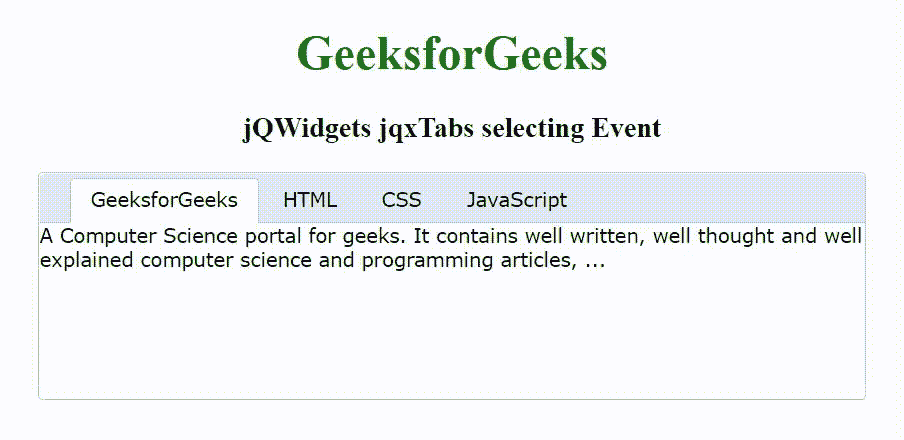 GeeksforGeeks
jQWidgets jqxTabs selecting Event
GeeksforGeeks HTML CSS JavaScript
A Computer Science portal for geeks. It contains well written, well thought and well
explained computer science and programming articles, ...